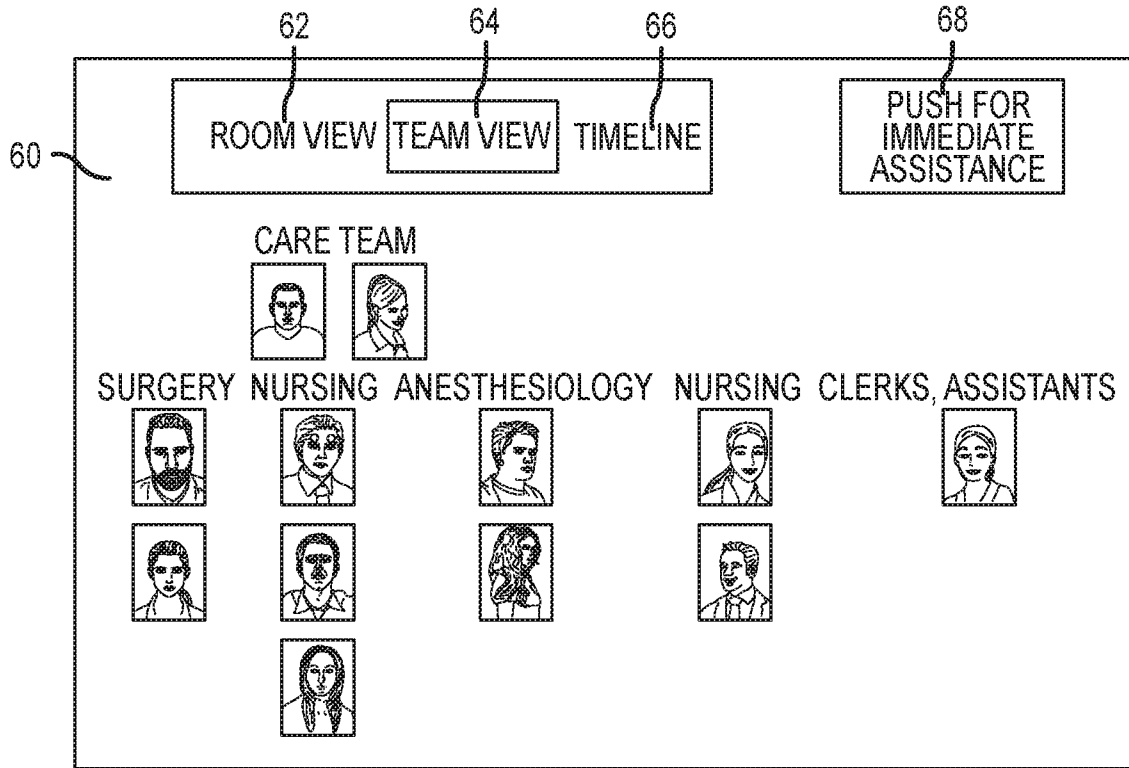 62 64 66 68
ROOM VIEW TEAM VIEW TIMELINE
PUSH FOR
IMMEDIATE
ASSISTANCE
60
CARE TEAM
SURGERY NURSING ANESTHESIOLOGY NURSING CLERKS, ASSISTANTS